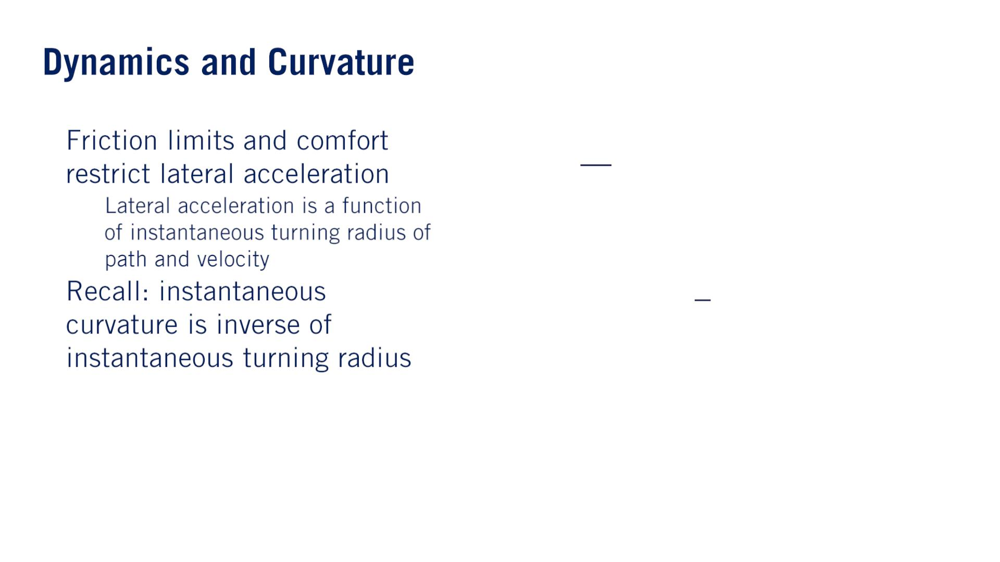 Dynamics and Curvature
Friction limits and comfort
restrict lateral acceleration
Lateral acceleration is a function
of instantaneous turning radius of
path and velocity
Recall: instantaneous
curvature is inverse of
instantaneous turning radius